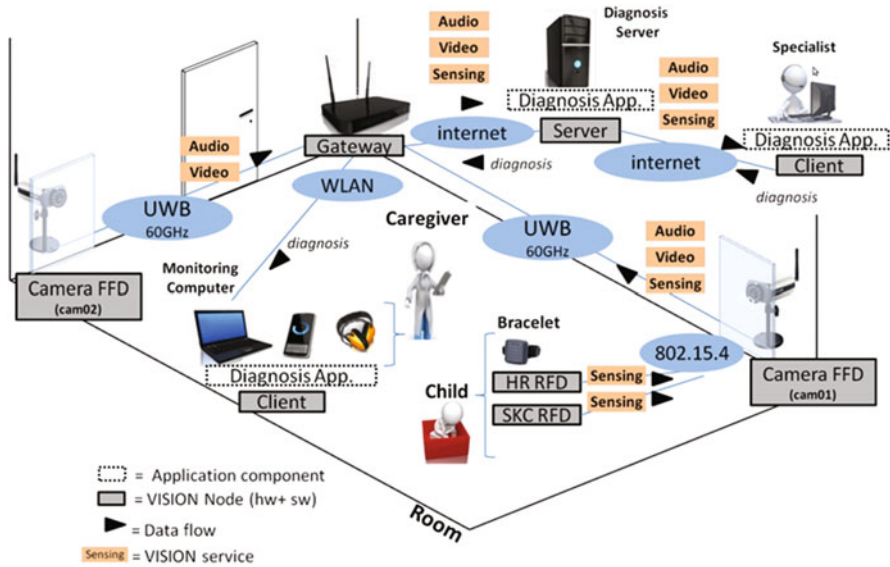 Audio
Video
Sensing
Diagnosis
Server
Audio
Video
Sensing
Specialist
Diagnosis App.
Server
Diagnosis App.
Client
Audio
Video
Gateway
internet
internet
diagnosis
diagnosis
WLAN
UWB
60GHz
UWB
60GHz
Caregiver
diagnosis
Audio
Video
Sensing
Camera FFD
(cam02)
Monitoring
Computer
Diagnosis App.
Client
Bracelet
802.15.4
HR RFD
Sensing
SKC RFD
Sensing
Child
Camera FFD
(cam01)
Room
= Application component
= VISION Node (hw+ sw)
= Data flow
Sensing = VISION service